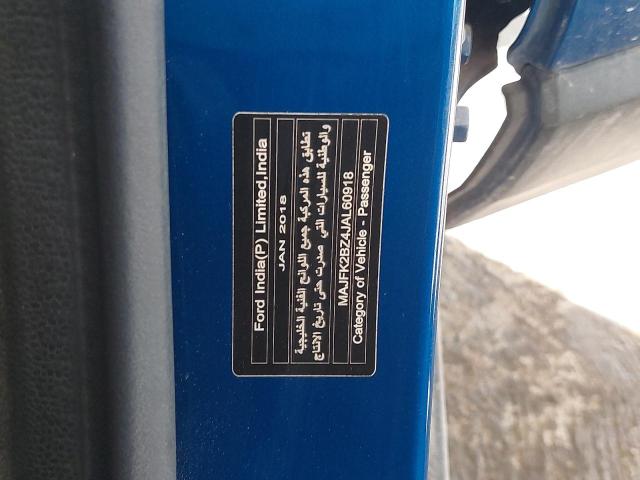 Ford India(P) Limited,India
JAN 2018
تطابق هذه المركبة جميع اللوائح الفنية الخليجية
والوطنية للسيارات التي صدرت حتى تاريخ الانتاج
MAJFK2BZ4JAL60918
Category of Vehicle - Passenger